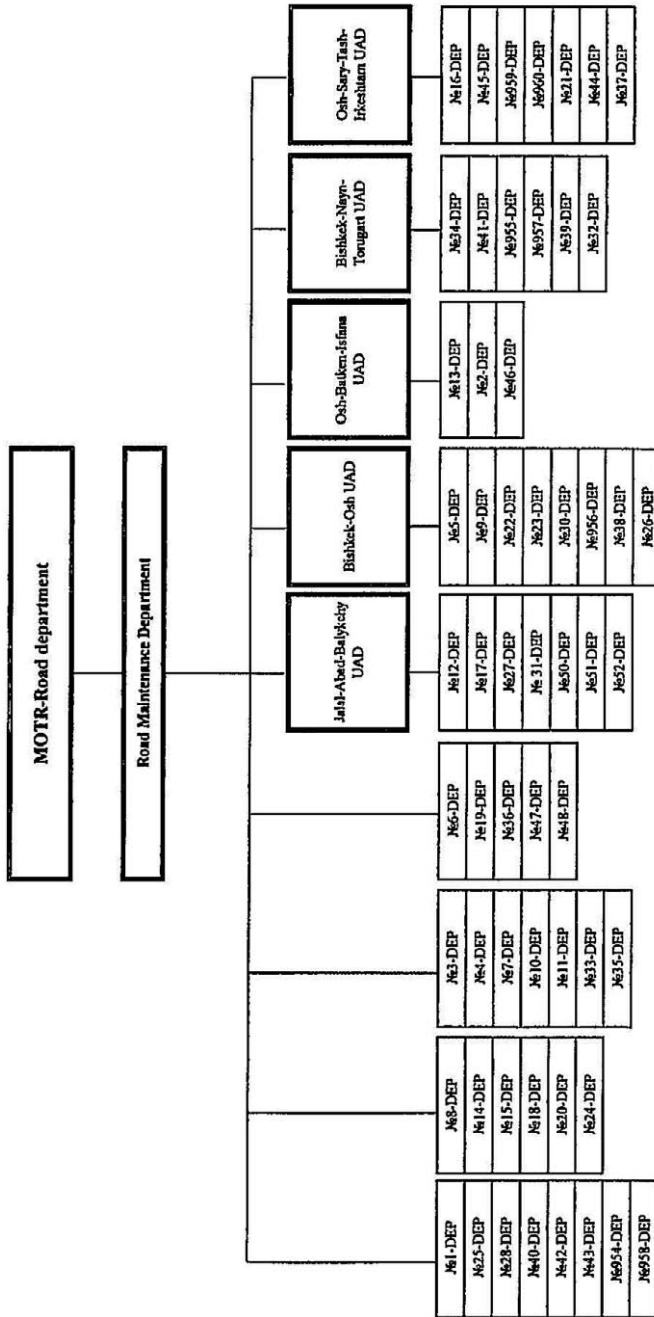 MOTR-Road department
Road Maintenance Department
Jalal-Abad-Balykchy
UAD
Bishkek-Osh UAD
Osh-Batken-Isfana
UAD
Bishkek-Nayn-
Torugart UAD
Osh-Sary-Tash-
Irkeshtam UAD
№1-DEP
№25-DEP
№28-DEP
№40-DEP
№42-DEP
№43-DEP
№954-DEP
№958-DEP
№8-DEP
№14-DEP
№15-DEP
№18-DEP
№20-DEP
№24-DEP
№3-DEP
№4-DEP
№7-DEP
№10-DEP
№11-DEP
№33-DEP
№35-DEP
№6-DEP
№19-DEP
№36-DEP
№47-DEP
№48-DEP
№12-DEP
№17-DEP
№27-DEP
№ 31-DEP
№50-DEP
№51-DEP
№52-DEP
№5-DEP
№9-DEP
№22-DEP
№23-DEP
№30-DEP
№956-DEP
№38-DEP
№26-DEP
№13-DEP
№2-DEP
№46-DEP
№34-DEP
№41-DEP
№955-DEP
№957-DEP
№39-DEP
№32-DEP
№16-DEP
№45-DEP
№959-DEP
№960-DEP
№21-DEP
№44-DEP
№37-DEP